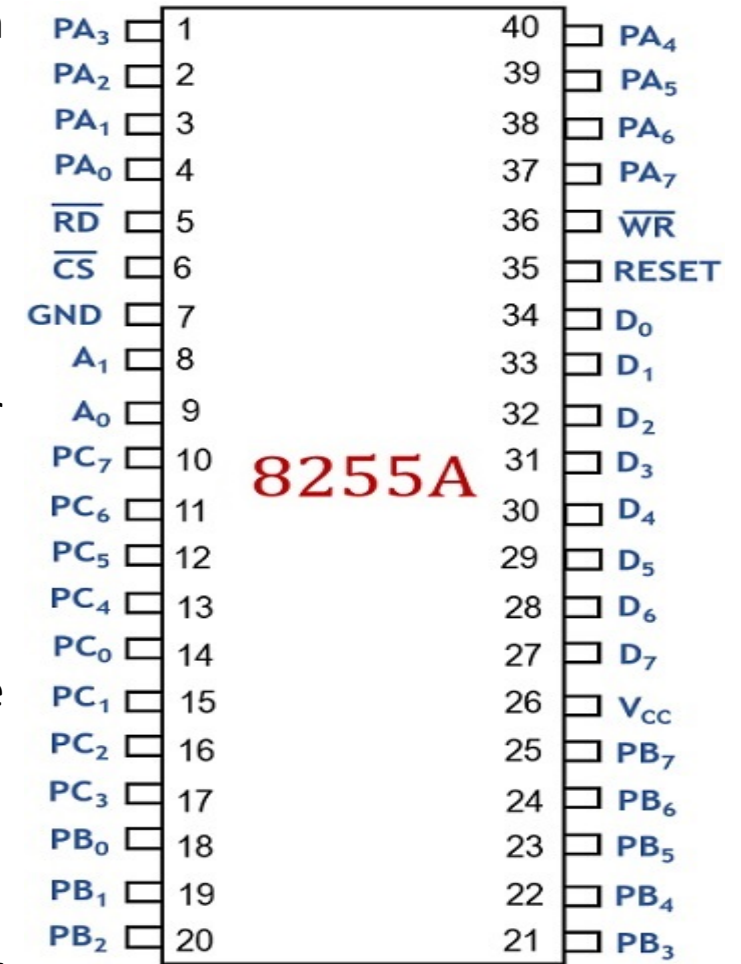 PA₃ 1 40 PA₄
PA₂ 2 39 PA₅
PA₁ 3 38 PA₆
PA₀ 4 37 PA₇
R̅D̅ 5 36 W̅R̅
C̅S̅ 6 35 RESET
GND 7 34 D₀
A₁ 8 33 D₁
A₀ 9 32 D₂
PC₇ 10 8255A 31 D₃
PC₆ 11 30 D₄
PC₅ 12 29 D₅
PC₄ 13 28 D₆
PC₀ 14 27 D₇
PC₁ 15 26 V<sub>CC</sub>
PC₂ 16 25 PB₇
PC₃ 17 24 PB₆
PB₀ 18 23 PB₅
PB₁ 19 22 PB₄
PB₂ 20 21 PB₃